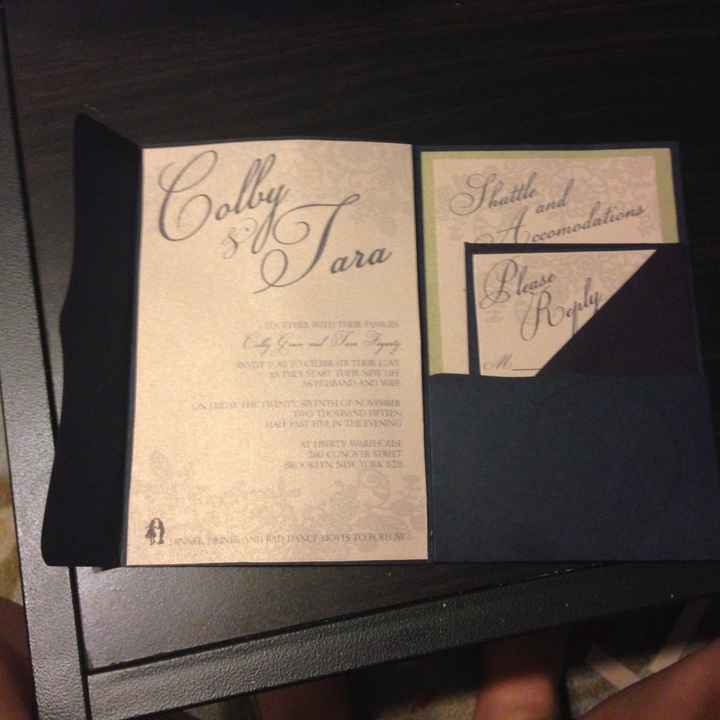 Colby
&
Tara
TOGETHER WITH THEIR FAMILIES
Colby and Tara
INVITE YOU TO CELEBRATE THEIR LOVE
AS THEY START THEIR NEW LIFE
AS HUSBAND AND WIFE
ON FRIDAY THE TWENTY SEVENTH OF NOVEMBER
TWO THOUSAND FIFTEEN
HALF PAST FIVE IN THE EVENING
AT LIBERTY WAREHOUSE
260 CONOVER STREET
BROOKLYN, NEW YORK
DINNER, DRINKS AND BAD DANCE MOVES TO FOLLOW
Shuttle
and
Accomodations
Please
Reply
M